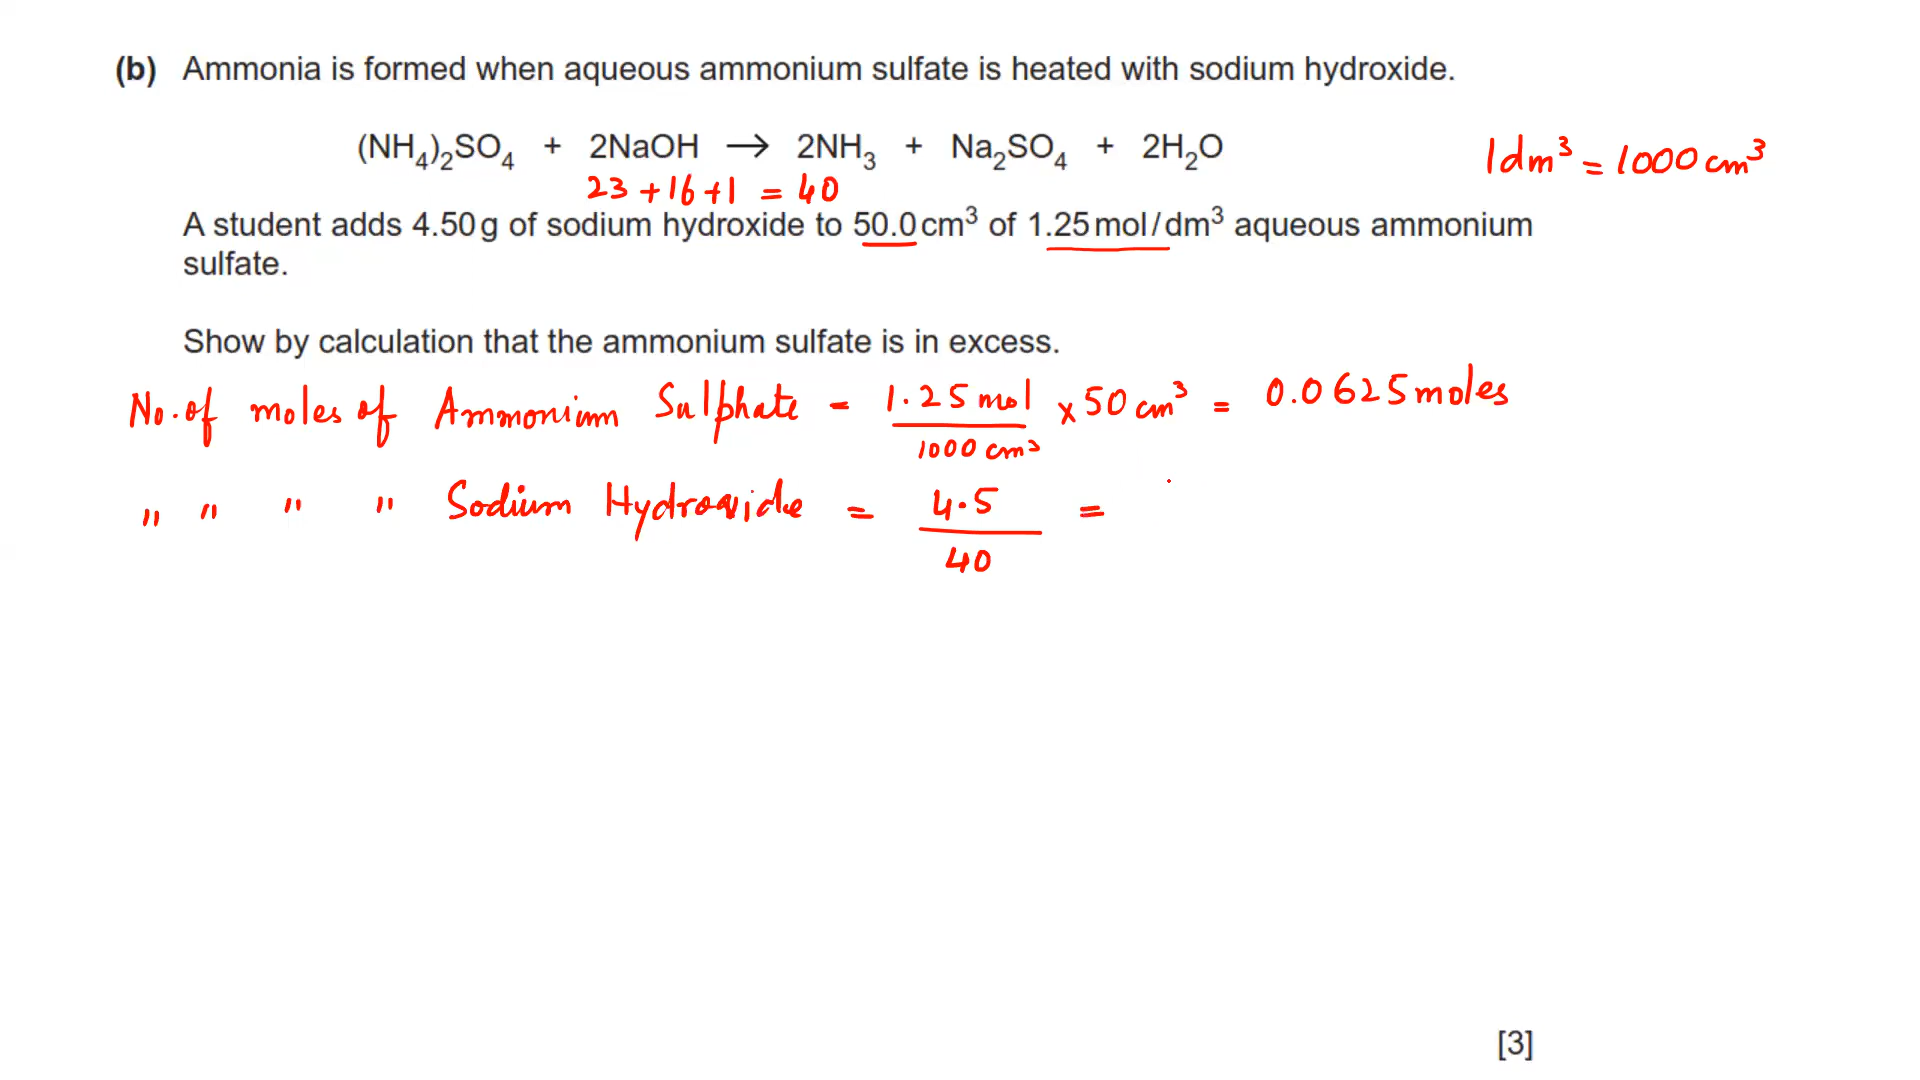 (b) Ammonia is formed when aqueous ammonium sulfate is heated with sodium hydroxide.
(NH₄)₂SO₄ + 2NaOH → 2NH₃ + Na₂SO₄ + 2H₂O
1dm³ = 1000 cm³
23 + 16 + 1 = 40
A student adds 4.50 g of sodium hydroxide to 50.0 cm³ of 1.25 mol/dm³ aqueous ammonium
sulfate.
Show by calculation that the ammonium sulfate is in excess.
No. of moles of Ammonium Sulphate = 1.25 mol / 1000 cm³ × 50 cm³ = 0.0625 moles
" " " " Sodium Hydroxide = 4.5 / 40 =
[3]